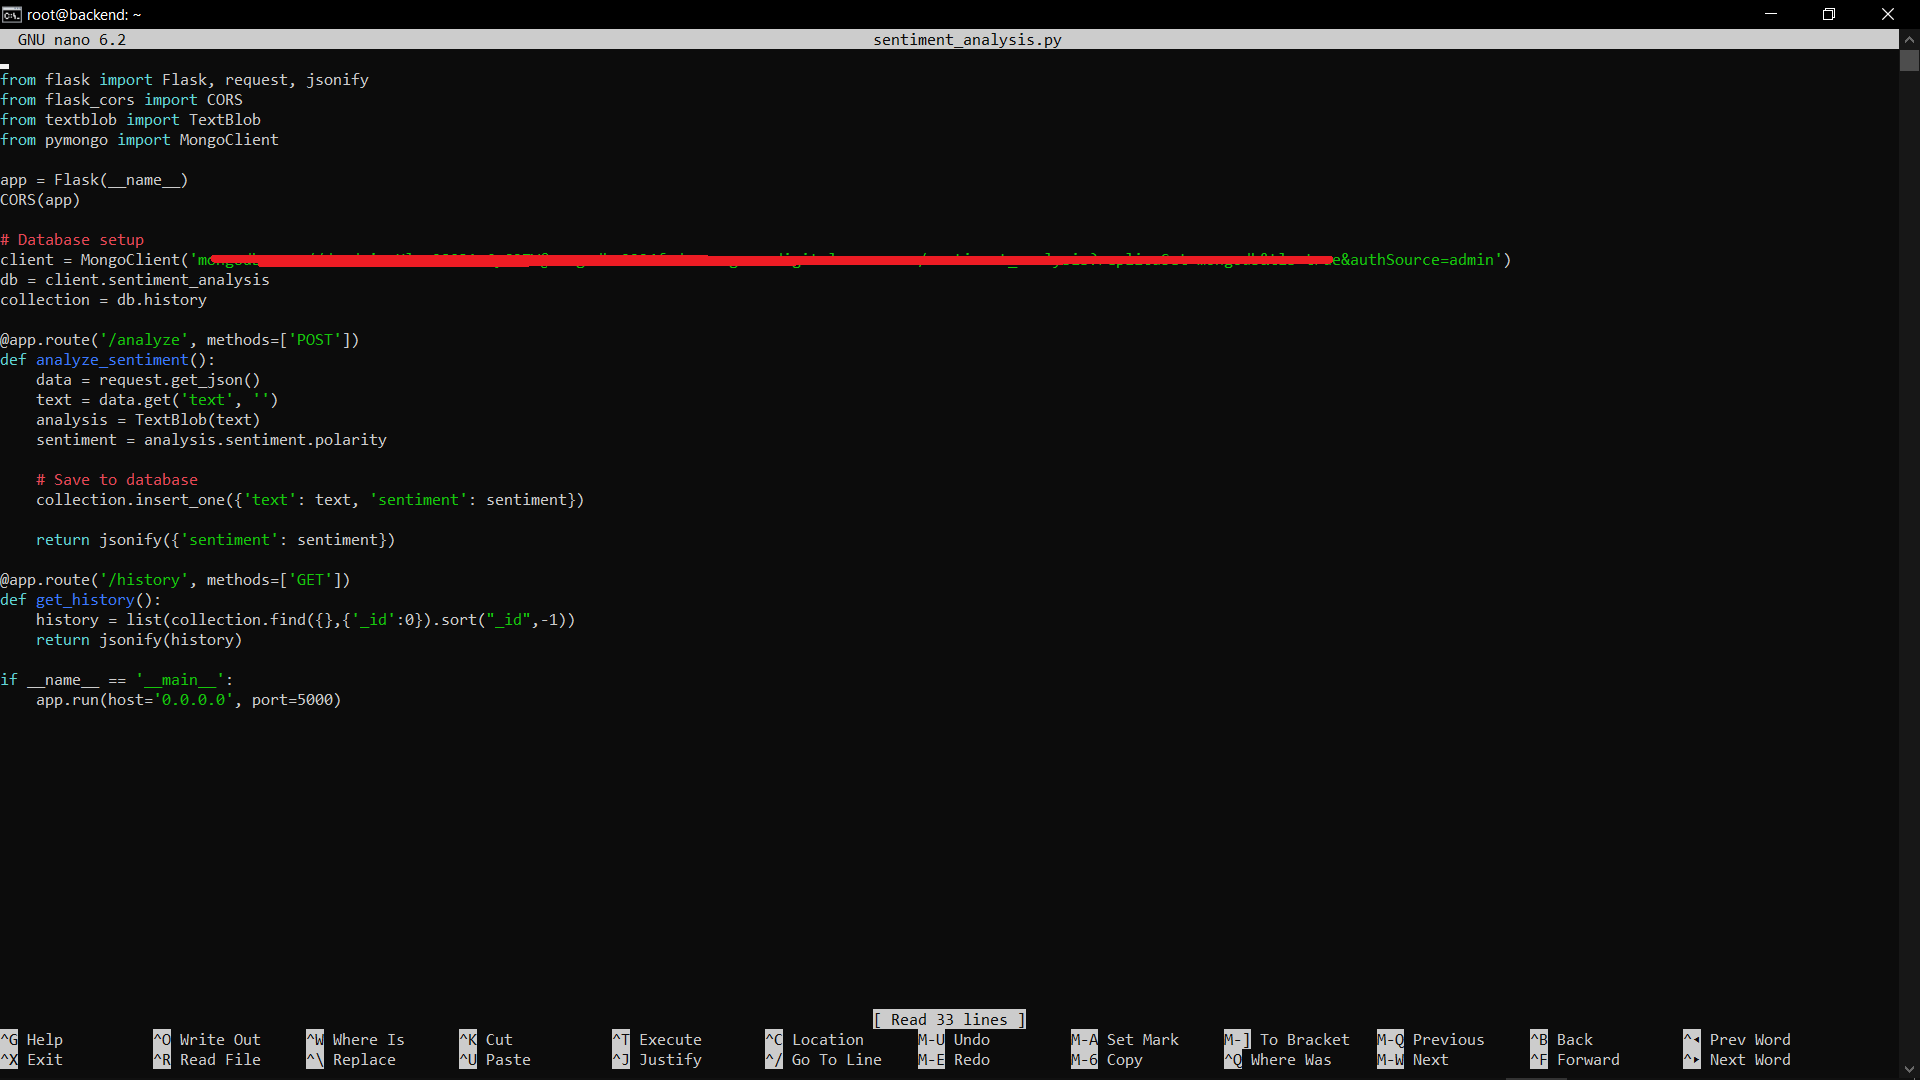 root@backend: ~
GNU nano 6.2 sentiment_analysis.py
from flask import Flask, request, jsonify
from flask_cors import CORS
from textblob import TextBlob
from pymongo import MongoClient
app = Flask(__name__)
CORS(app)
# Database setup
client = MongoClient('mo e&authSource=admin')
db = client.sentiment_analysis
collection = db.history
@app.route('/analyze', methods=['POST'])
def analyze_sentiment():
    data = request.get_json()
    text = data.get('text', '')
    analysis = TextBlob(text)
    sentiment = analysis.sentiment.polarity
    # Save to database
    collection.insert_one({'text': text, 'sentiment': sentiment})
    return jsonify({'sentiment': sentiment})
@app.route('/history', methods=['GET'])
def get_history():
    history = list(collection.find({},{'_id':0}).sort("_id",-1))
    return jsonify(history)
if __name__ == '__main__':
    app.run(host='0.0.0.0', port=5000)
[ Read 33 lines ]
^G Help ^O Write Out ^W Where Is ^K Cut ^T Execute ^C Location M-U Undo M-A Set Mark M-] To Bracket M-Q Previous ^B Back ^◂ Prev Word
^X Exit ^R Read File ^\ Replace ^U Paste ^J Justify ^/ Go To Line M-E Redo M-6 Copy ^Q Where Was M-W Next ^F Forward ^▸ Next Word